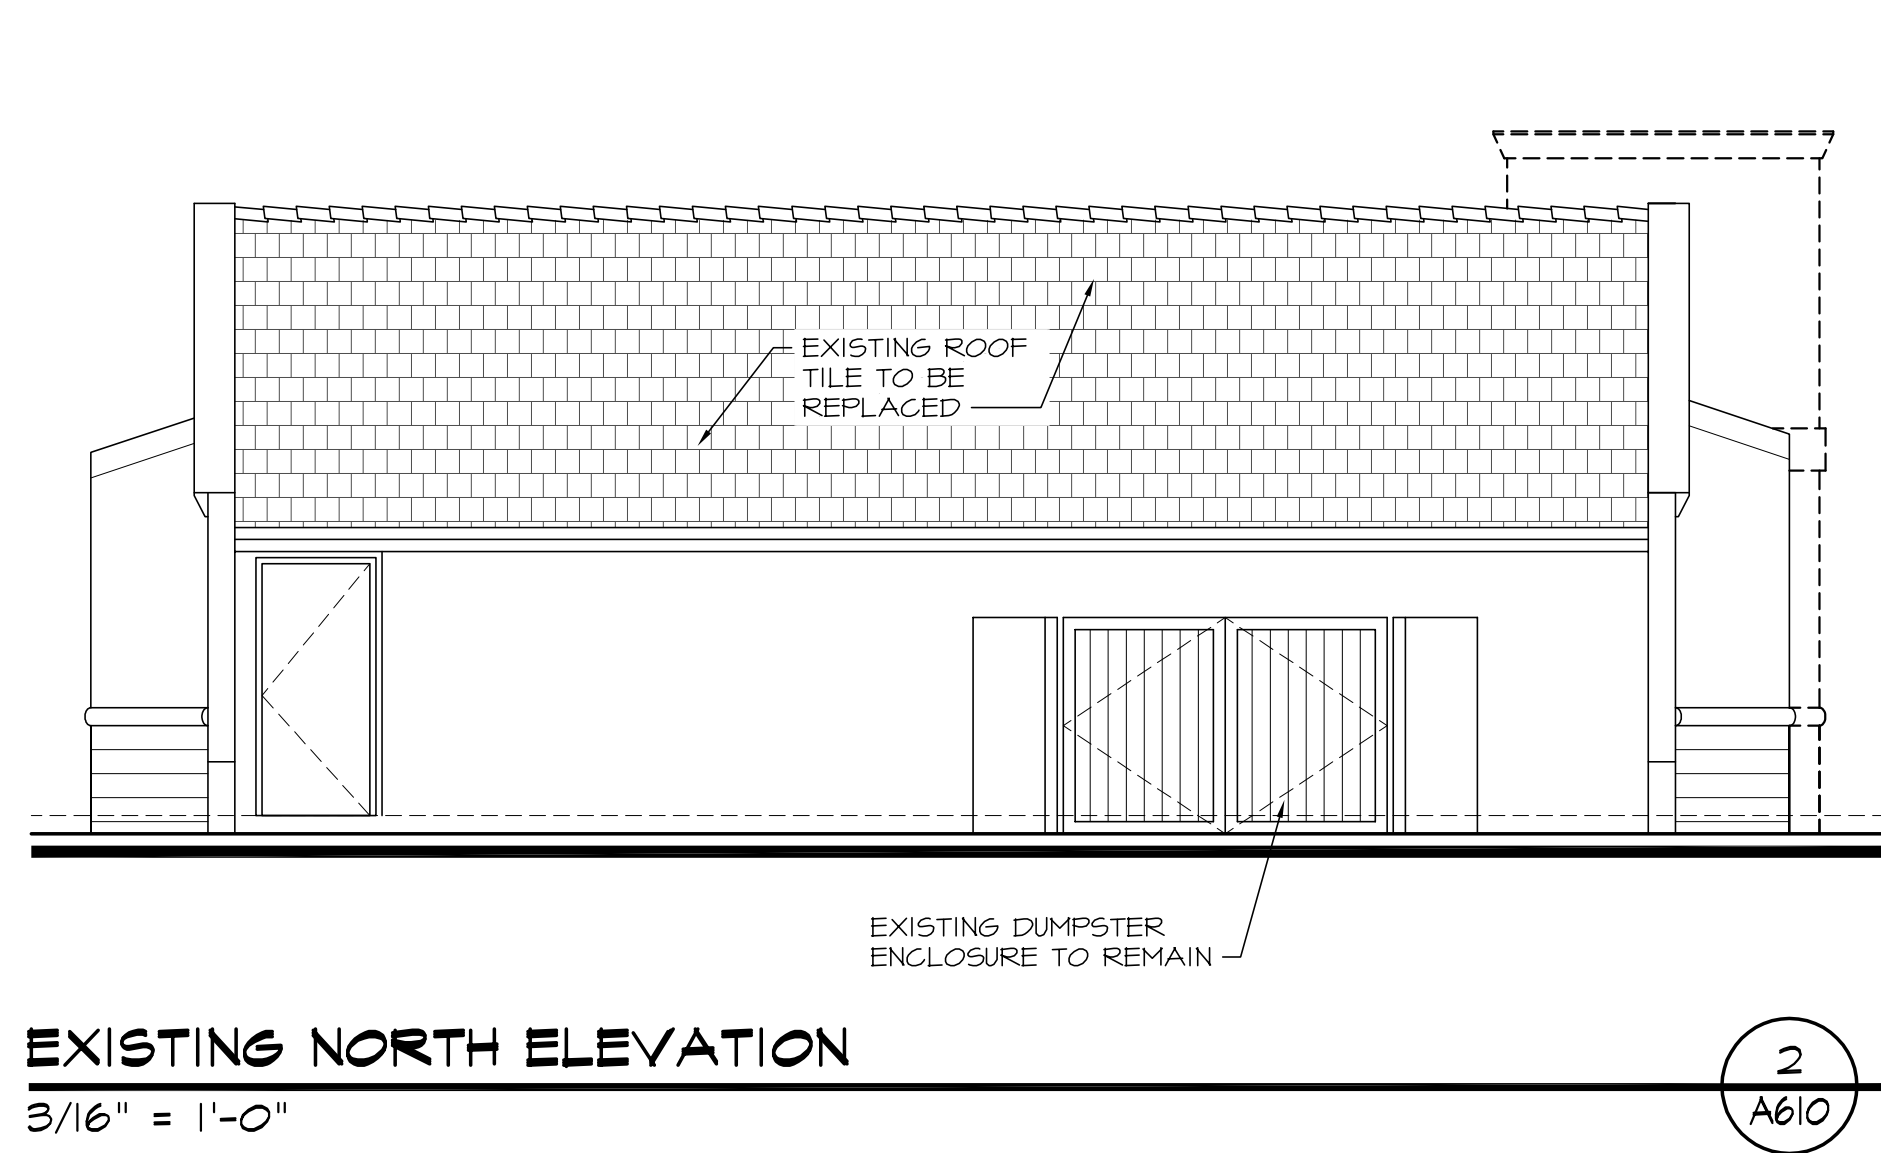 EXISTING ROOF
TILE TO BE
REPLACED
EXISTING DUMPSTER
ENCLOSURE TO REMAIN
EXISTING NORTH ELEVATION
3/16" = 1'-0"
2
A610